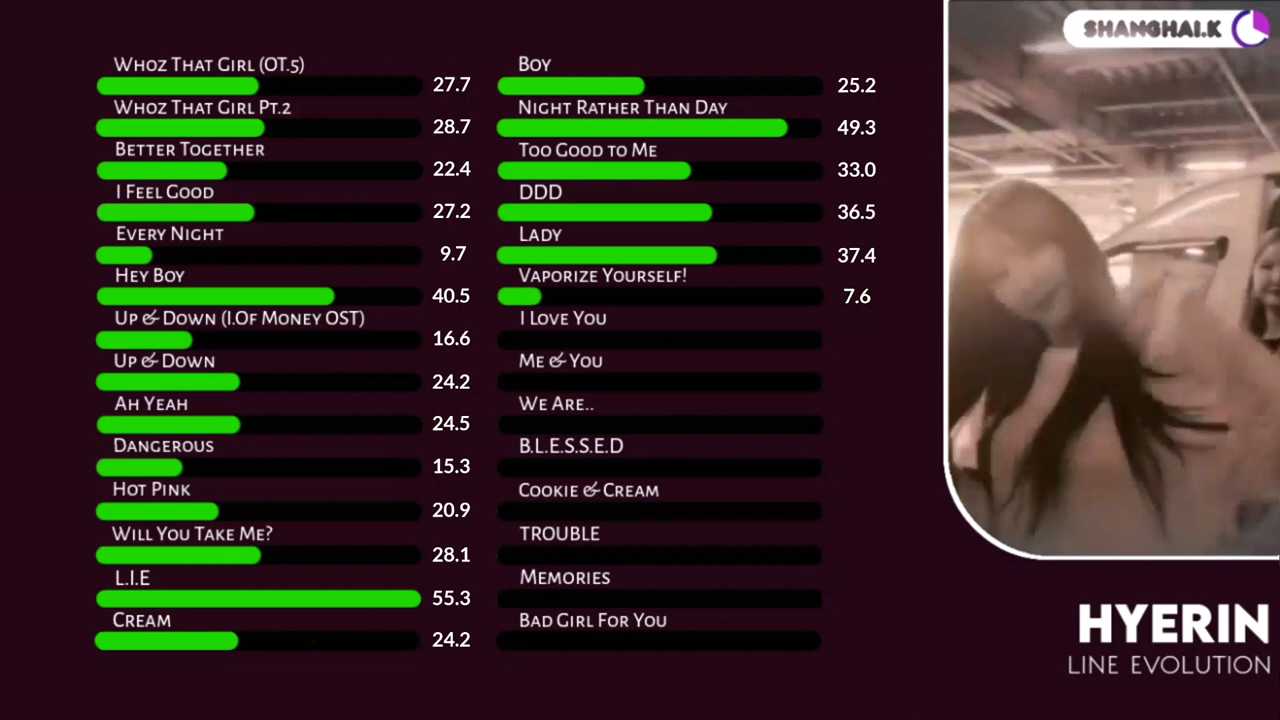 SHANGHAI.K
WHOZ THAT GIRL (OT.5)
27.7
WHOZ THAT GIRL PT.2
28.7
BETTER TOGETHER
22.4
I FEEL GOOD
27.2
EVERY NIGHT
9.7
HEY BOY
40.5
UP & DOWN (I.OF MONEY OST)
16.6
UP & DOWN
24.2
AH YEAH
24.5
DANGEROUS
15.3
HOT PINK
20.9
WILL YOU TAKE ME?
28.1
L.I.E
55.3
CREAM
24.2
BOY
25.2
NIGHT RATHER THAN DAY
49.3
TOO GOOD TO ME
33.0
DDD
36.5
LADY
37.4
VAPORIZE YOURSELF!
7.6
I LOVE YOU
ME & YOU
WE ARE..
B.L.E.S.S.E.D
COOKIE & CREAM
TROUBLE
MEMORIES
BAD GIRL FOR YOU
HYERIN
LINE EVOLUTION